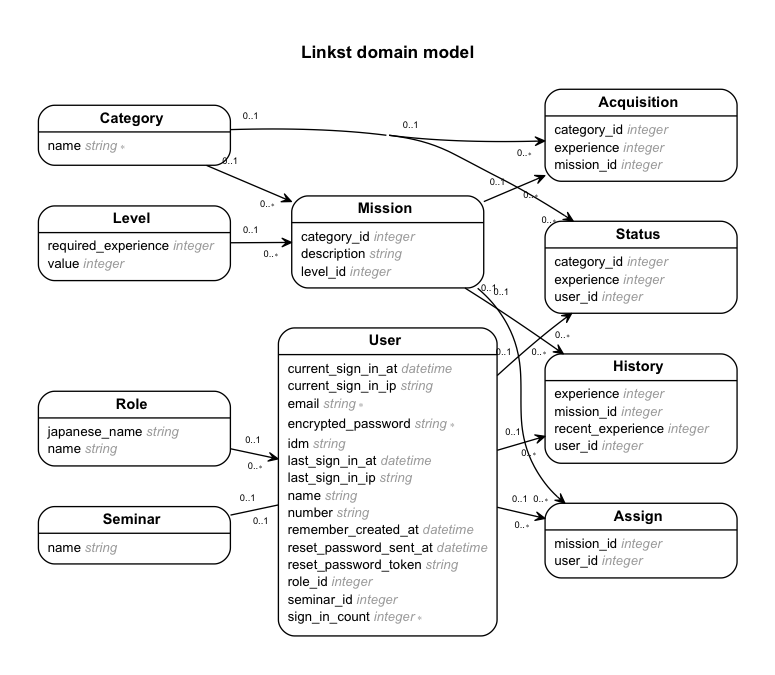 Linkst domain model
Category
name string *
Level
required_experience integer
value integer
Role
japanese_name string
name string
Seminar
name string
Mission
category_id integer
description string
level_id integer
User
current_sign_in_at datetime
current_sign_in_ip string
email string *
encrypted_password string *
idm string
last_sign_in_at datetime
last_sign_in_ip string
name string
number string
remember_created_at datetime
reset_password_sent_at datetime
reset_password_token string
role_id integer
seminar_id integer
sign_in_count integer *
Acquisition
category_id integer
experience integer
mission_id integer
Status
category_id integer
experience integer
user_id integer
History
experience integer
mission_id integer
recent_experience integer
user_id integer
Assign
mission_id integer
user_id integer
0..1
0..1
0..*
0..1
0..*
0..1
0..*
0..1
0..*
0..*
0..1
0..*
0..1
0..1
0..1
0..*
0..*
0..1
0..*
0..1
0..*
0..1
0..*
0..1
0..1
0..*